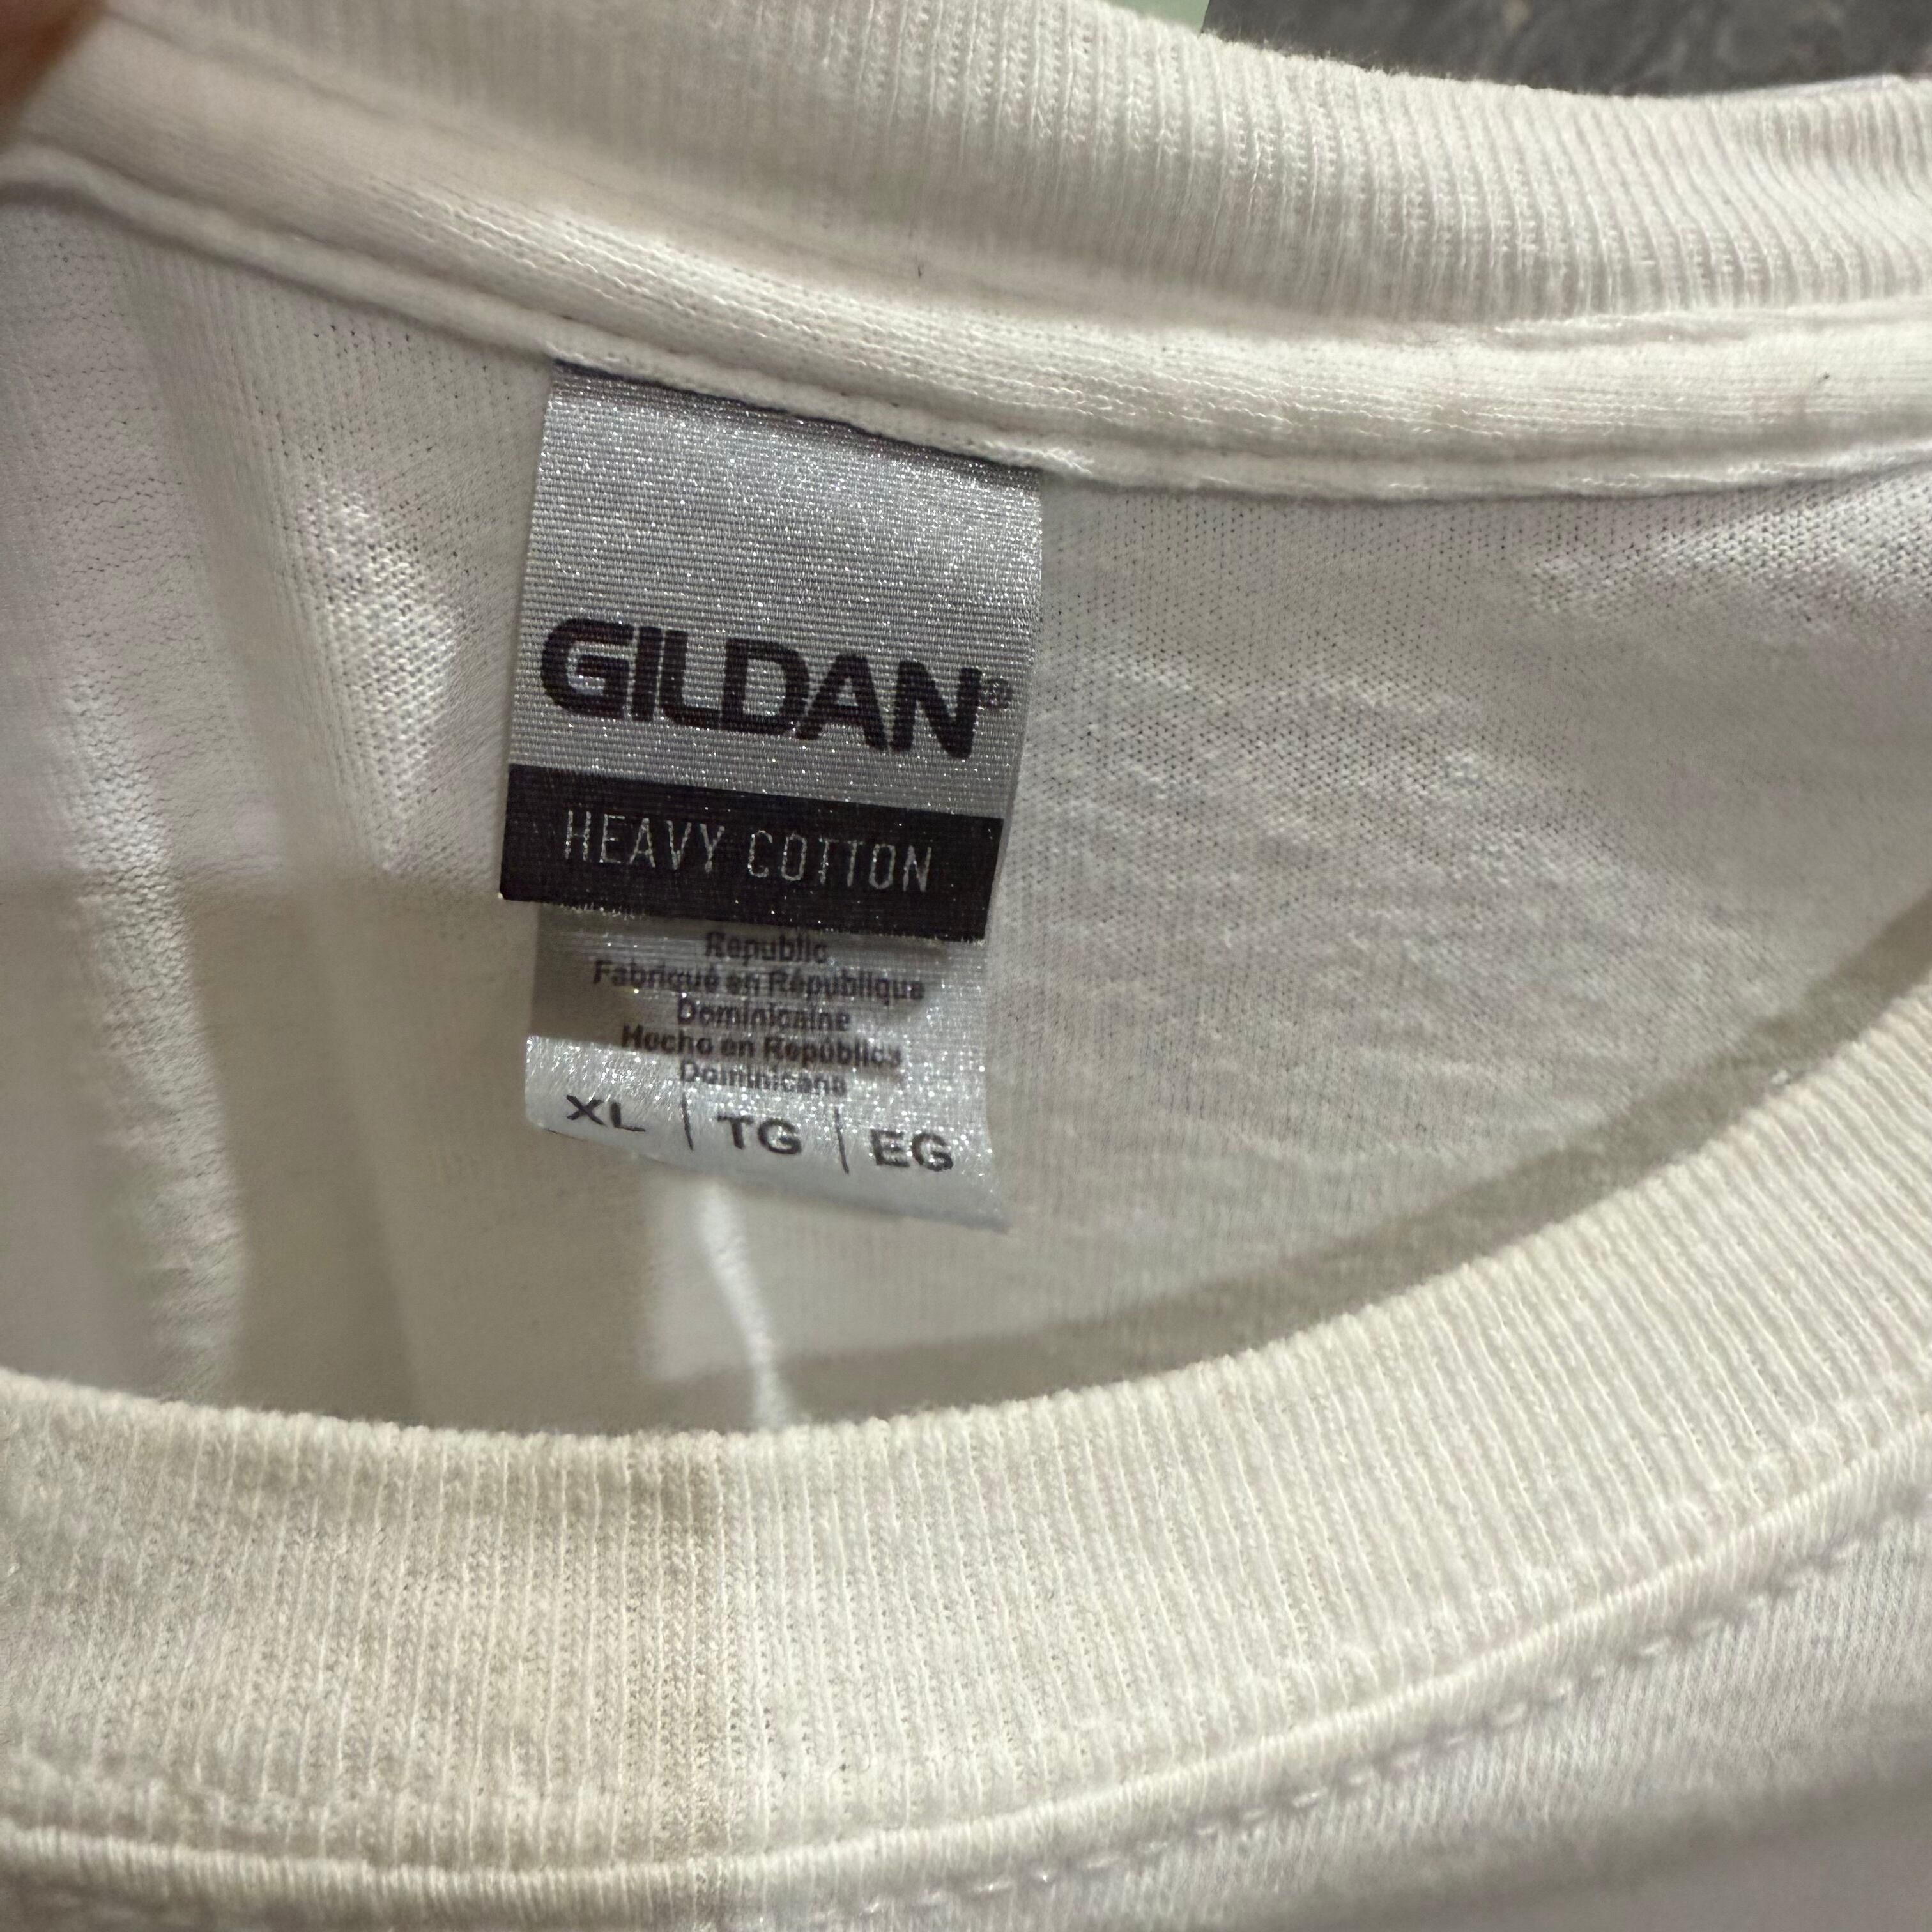 GILDAN®
HEAVY COTTON
Republic
Fabriqué en République
Dominicaine
Hecho en República
Dominicana
XL | TG | EG